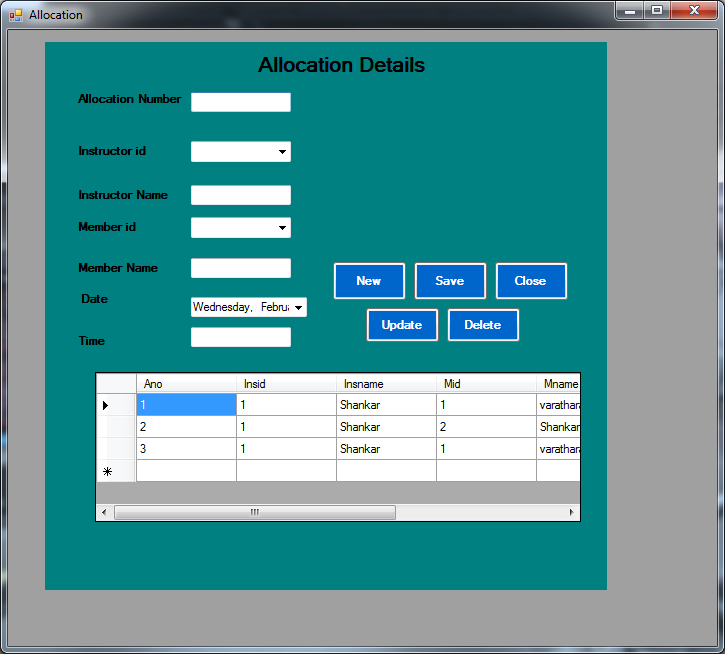 Allocation
Allocation Details
Allocation Number
Instructor id
Instructor Name
Member id
Member Name
New Save Close
Date
Wednesday, Februa
Update Delete
Time
Ano Insid Insname Mid Mname
1 1 Shankar 1 varathara
2 1 Shankar 2 Shankar
3 1 Shankar 1 varathara